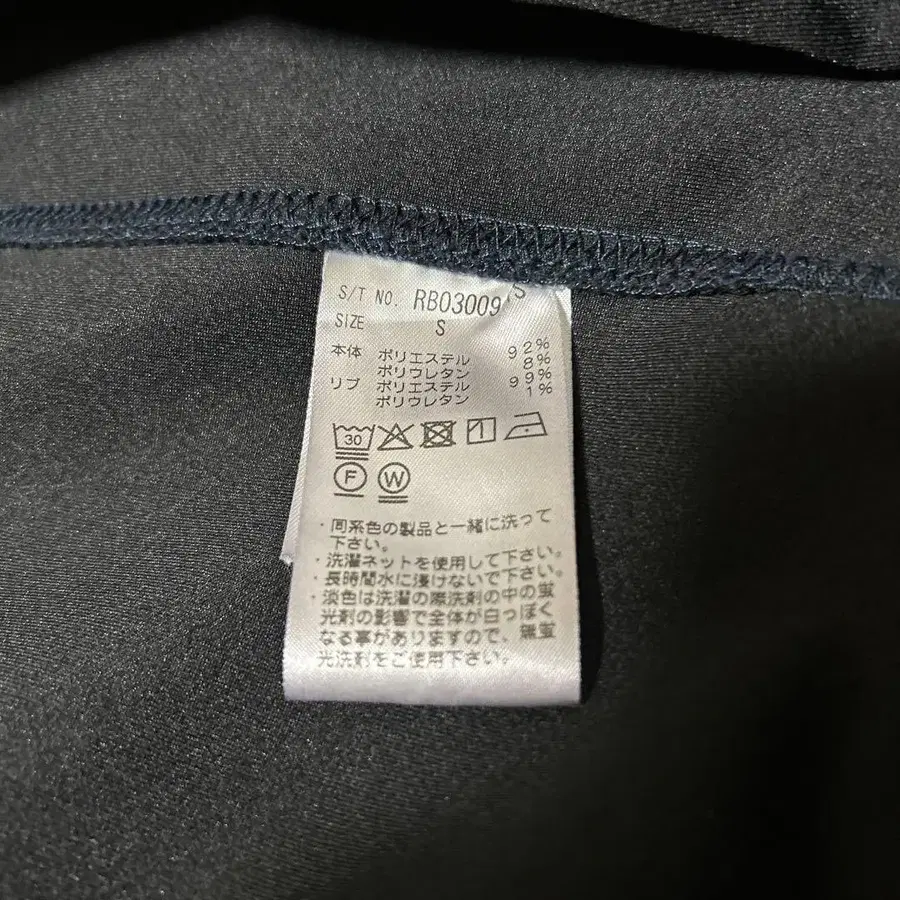 S/T NO. RB03009 S
SIZE S
本体 ポリエステル 92%
ポリウレタン 8%
リブ ポリエステル 99%
ポリウレタン 1%
30
F W
・同系色の製品と一緒に洗って
下さい。
・洗濯ネットを使用して下さい。
・長時間水に浸けないで下さい。
・淡色は洗濯の際洗剤の中の蛍
光剤の影響で全体が白っぽく
なる事がありますので、無蛍
光洗剤をご使用下さい。